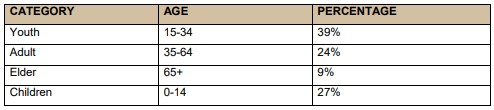 CATEGORY AGE PERCENTAGE
Youth 15-34 39%
Adult 35-64 24%
Elder 65+ 9%
Children 0-14 27%